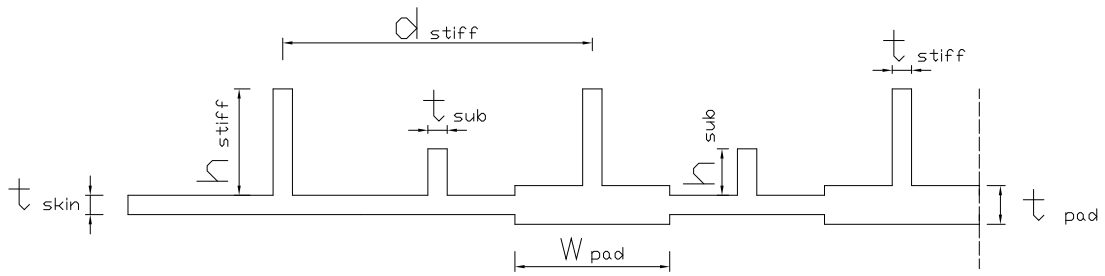 d stiff
t stiff
t sub
h stiff
h sub
t skin
t pad
W pad